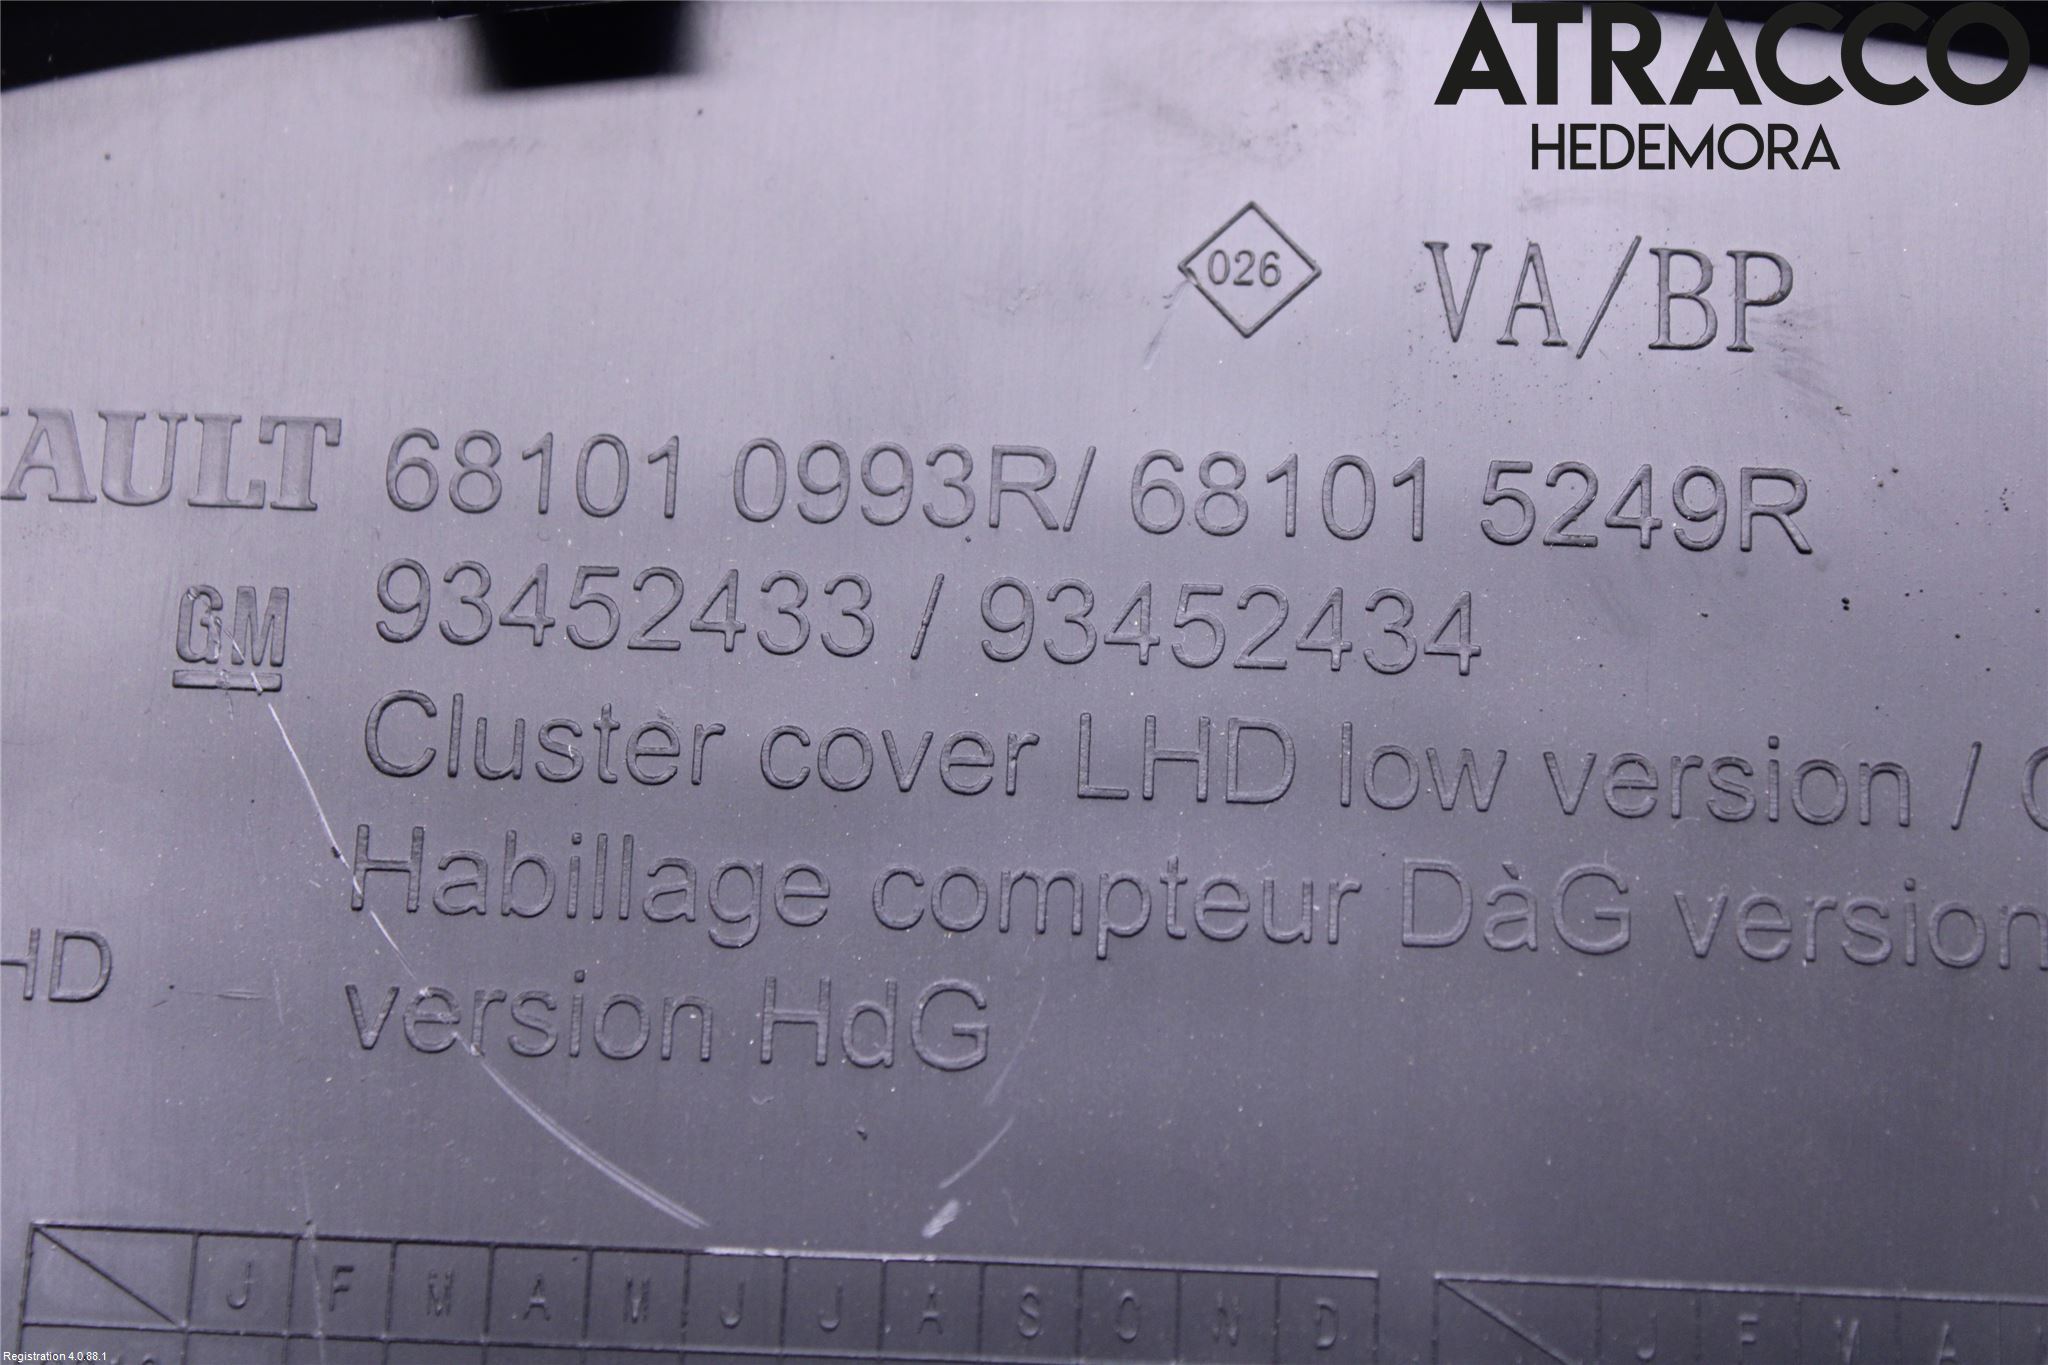 ATRACCO
HEDEMORA
026
VA/BP
AULT 68101 0993R/ 68101 5249R
GM 93452433 / 93452434
Cluster cover LHD low version /
Habillage compteur DàG version
HD
version HdG
J F M A M J J A S O N D
J F M A M
Registration 4.0.88.1